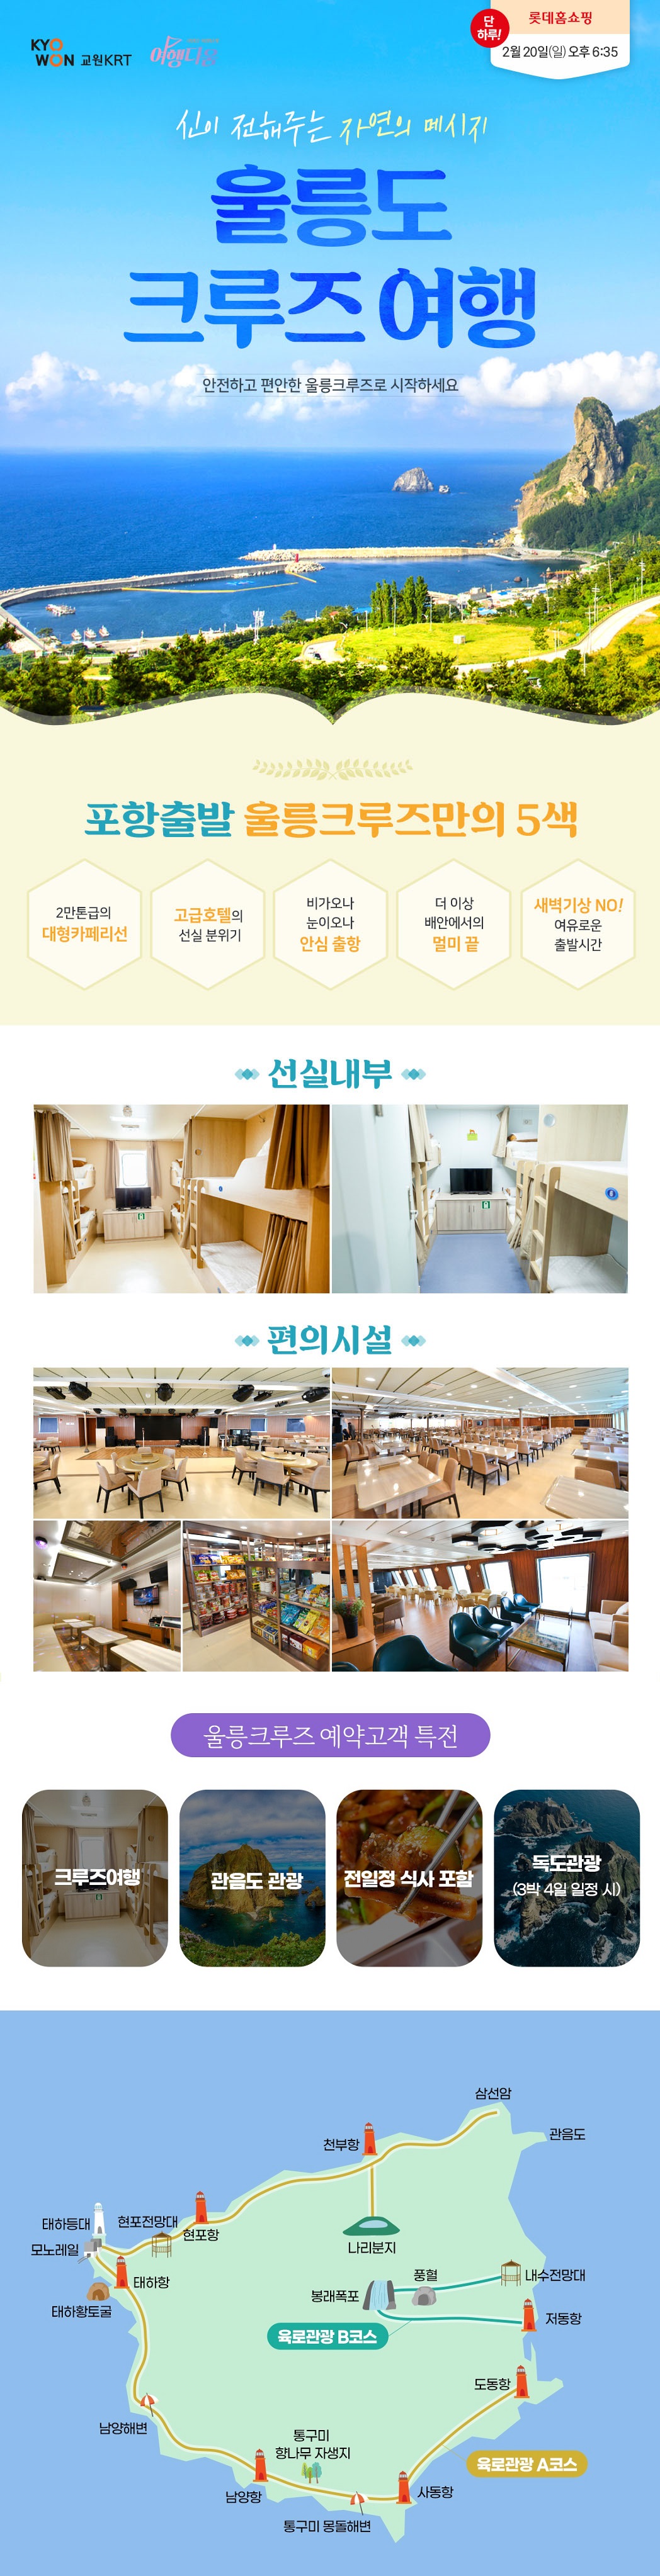 KYO
WON 교원KRT
여행다움
단
하루!
롯데홈쇼핑
2월 20일(일) 오후 6:35
신이 전해주는 자연의 메시지
울릉도
크루즈 여행
안전하고 편안한 울릉크루즈로 시작하세요
포항출발 울릉크루즈만의 5색
2만톤급의
대형카페리선
고급호텔의
선실 분위기
비가오나
눈이오나
안심 출항
더 이상
배안에서의
멀미 끝
새벽기상 NO!
여유로운
출발시간
선실내부
편의시설
울릉크루즈 예약고객 특전
크루즈여행
관음도 관광
전일정 식사 포함
독도관광
(3박 4일 일정 시)
삼선암
관음도
천부항
태하등대
현포전망대
현포항
모노레일
나리분지
태하항
풍혈
내수전망대
봉래폭포
태하황토굴
저동항
육로관광 B코스
도동항
남양해변
통구미
향나무 자생지
육로관광 A코스
남양항
사동항
통구미 몽돌해변